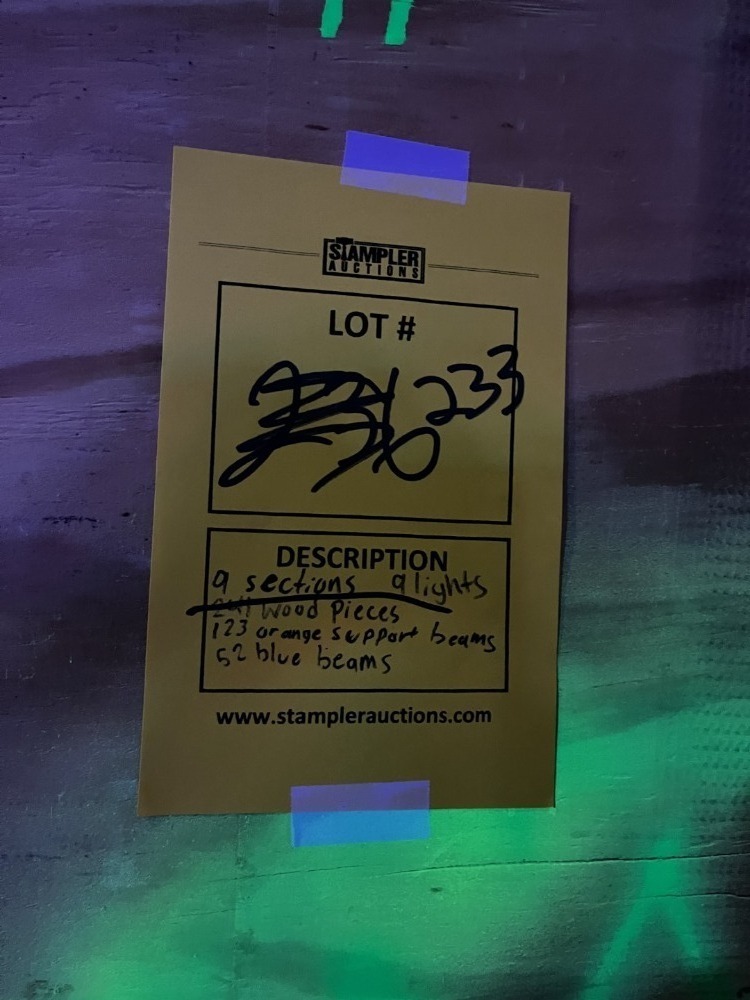 STAMPLER
AUCTIONS
LOT #
233
DESCRIPTION
9 sections 9 lights
241 wood pieces
123 orange support beams
52 blue beams
www.stamplerauctions.com